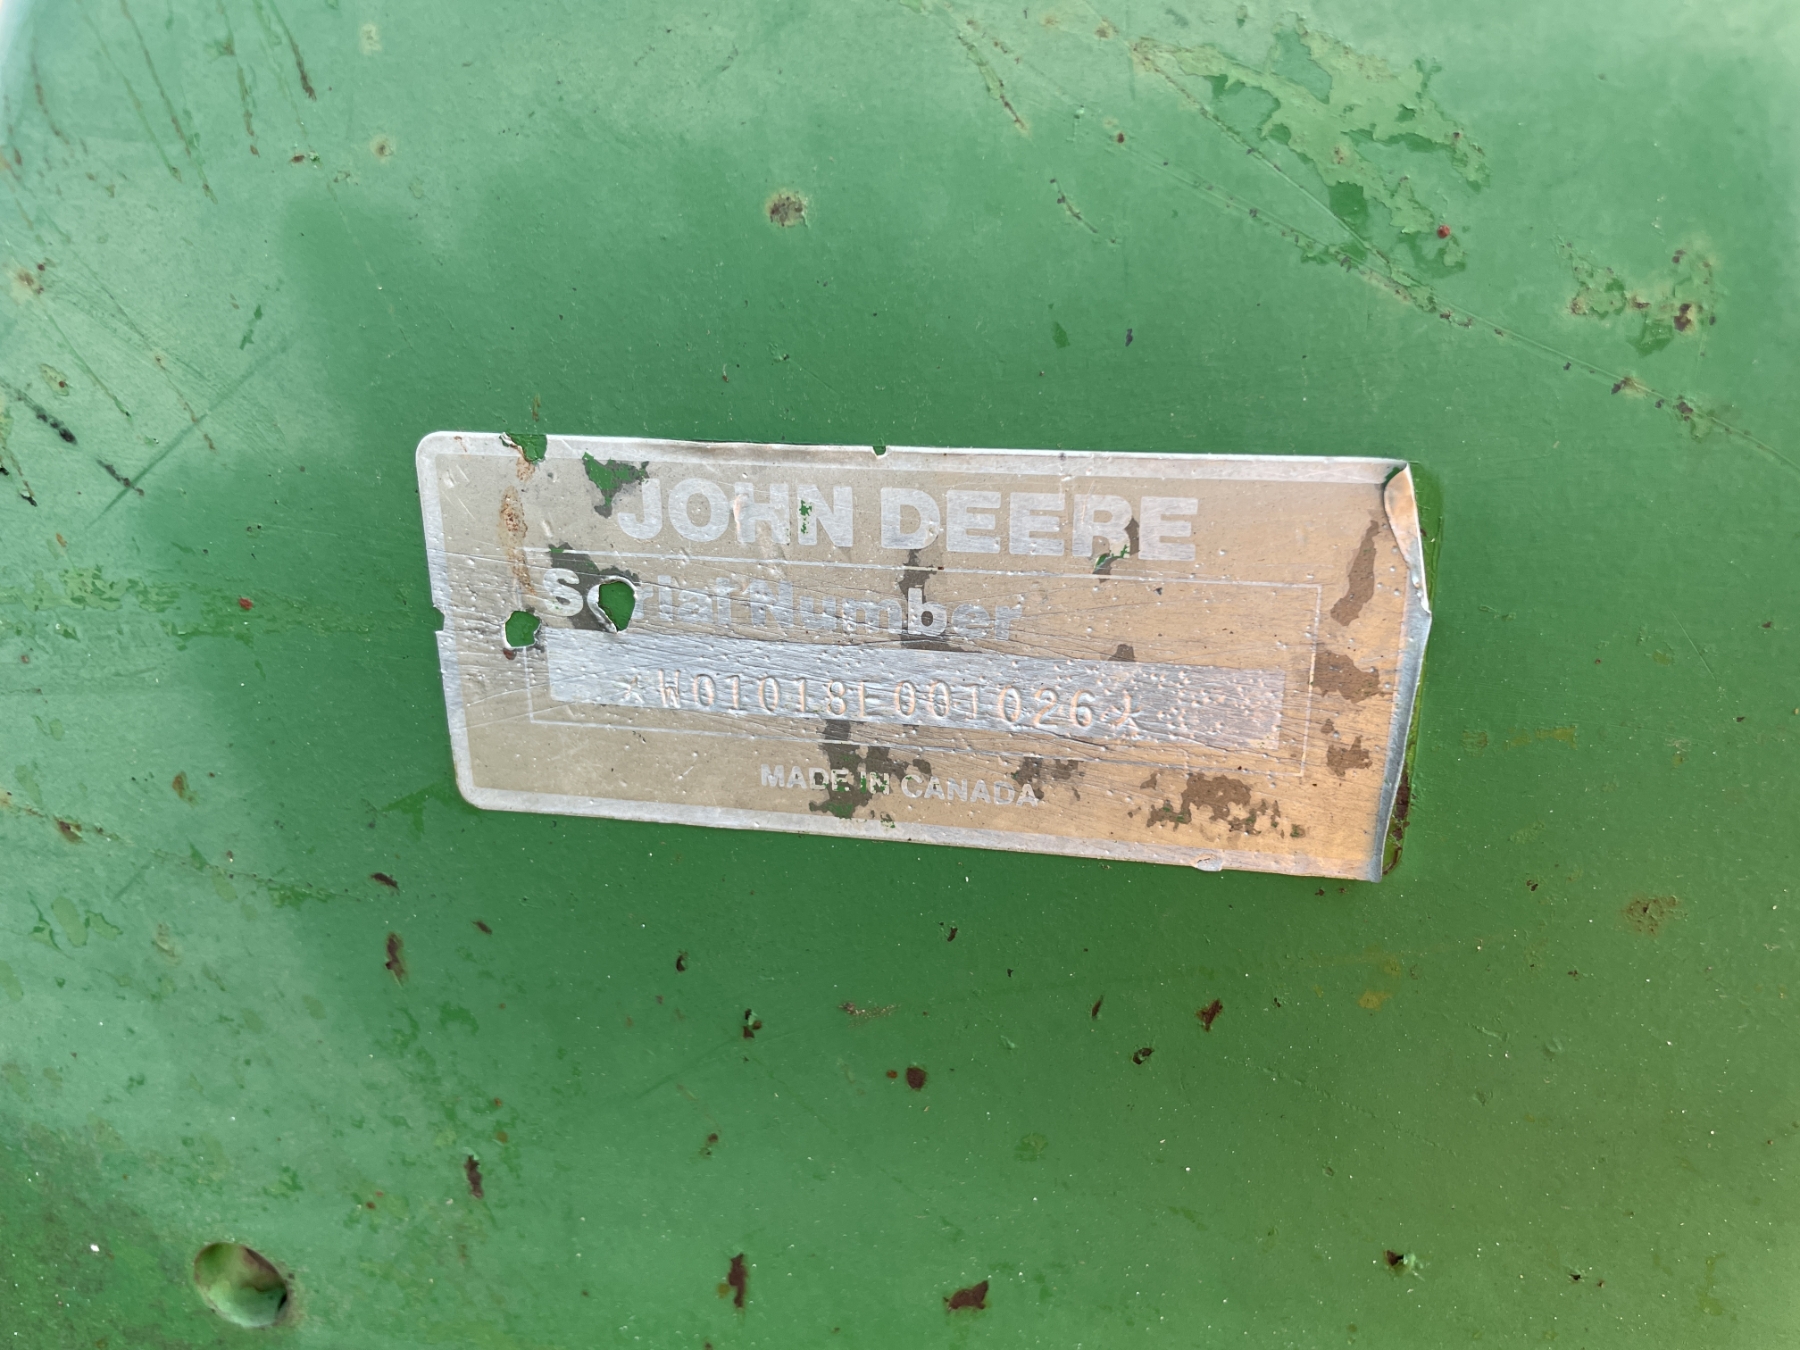 JOHN DEERE
Serial Number
*W01018E001026*
MADE IN CANADA